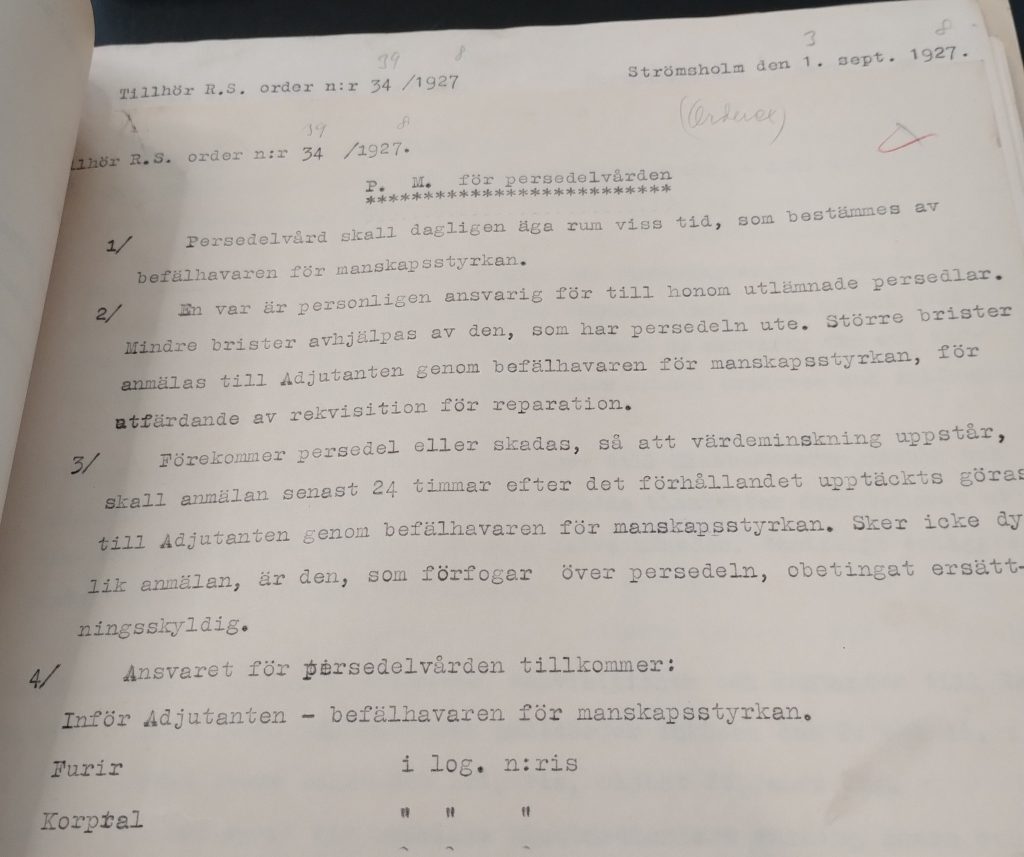 39 8
Tillhör R.S. order n:r 34 /1927
3 8
Strömsholm den 1. sept. 1927.
39 8
llhör R.S. order n:r 34 /1927.
P. M. för persedelvården
**************************
1/ Persedelvård skall dagligen äga rum viss tid, som bestämmes av
befälhavaren för manskapsstyrkan.
2/ En var är personligen ansvarig för till honom utlämnade persedlar.
Mindre brister avhjälpas av den, som har persedeln ute. Större brister
anmälas till Adjutanten genom befälhavaren för manskapsstyrkan, för
utfärdande av rekvisition för reparation.
3/ Förekommer persedel eller skadas, så att värdeminskning uppstår,
skall anmälan senast 24 timmar efter det förhållandet upptäckts göras
till Adjutanten genom befälhavaren för manskapsstyrkan. Sker icke dy
lik anmälan, är den, som förfogar över persedeln, obetingat ersätt-
ningsskyldig.
4/ Ansvaret för persedelvården tillkommer:
Inför Adjutanten - befälhavaren för manskapsstyrkan.
Furir i log. n:ris
Korpral " " "